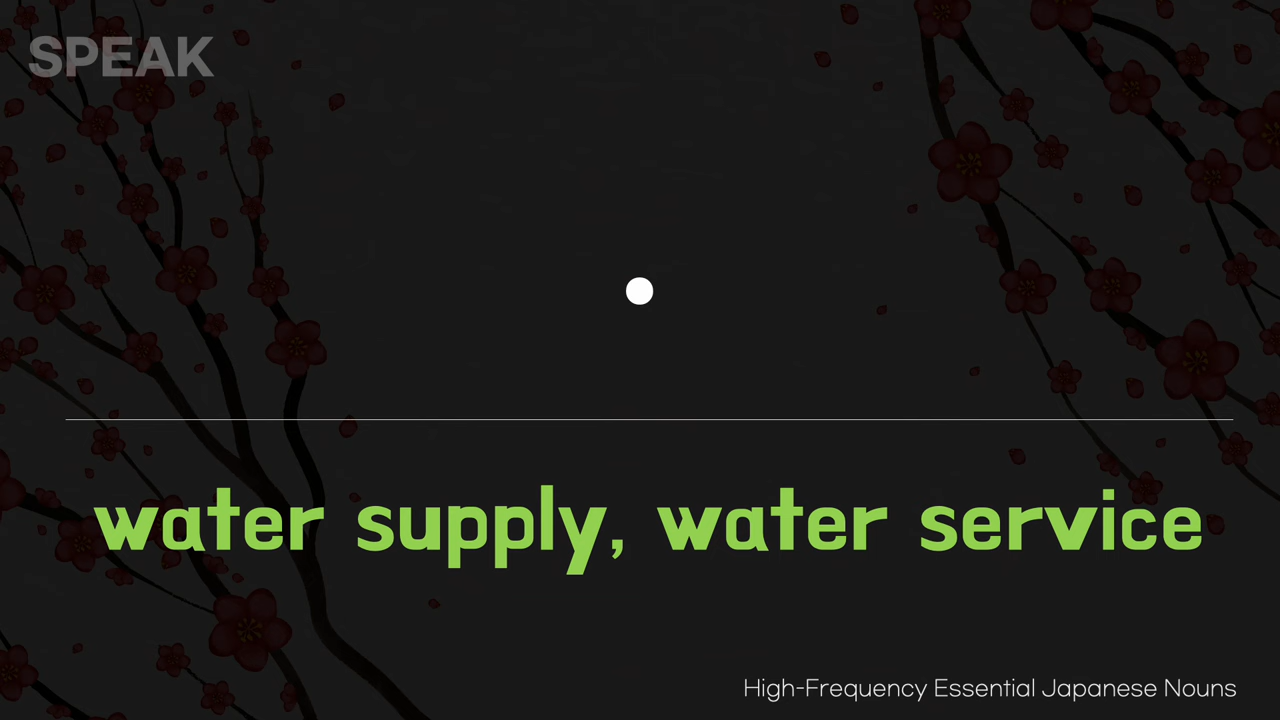 SPEAK
water supply, water service
High-Frequency Essential Japanese Nouns